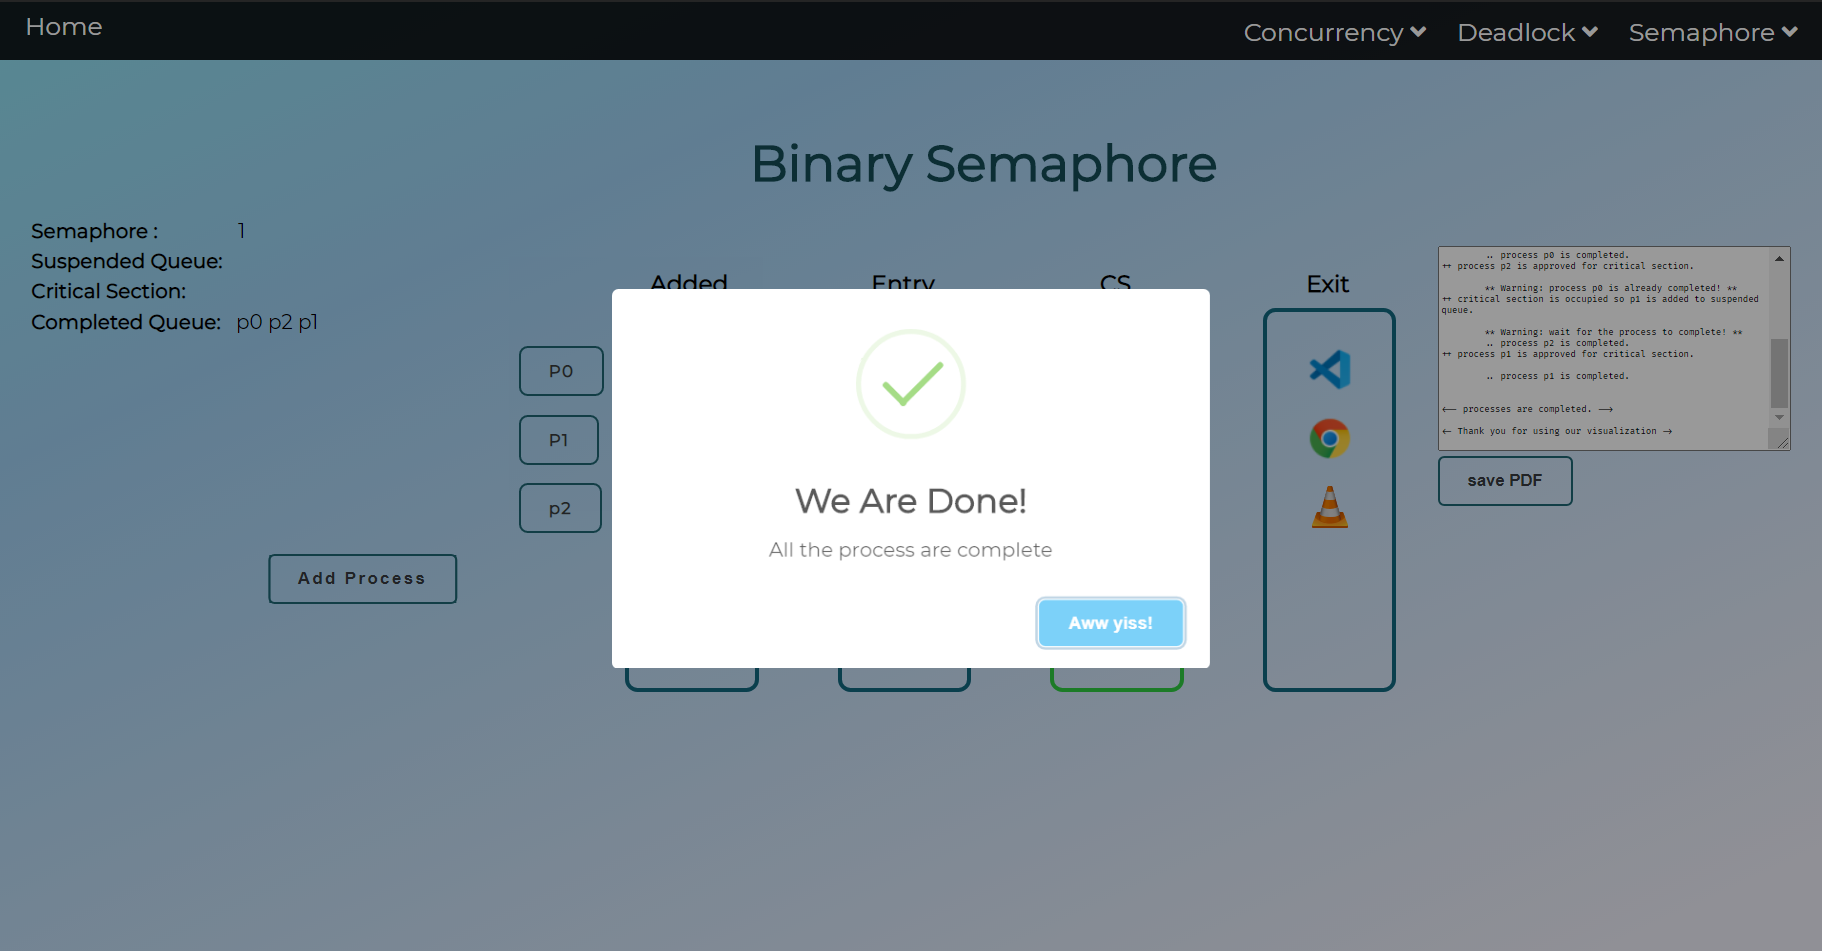 Home
Concurrency
Deadlock
Semaphore
Binary Semaphore
Semaphore : 1
Suspended Queue:
Critical Section:
Completed Queue: p0 p2 p1
Added
Entry
CS
Exit
P0
P1
p2
Add Process
We Are Done!
All the process are complete
Aww yiss!
.. process p0 is completed.
++ process p2 is approved for critical section.
** Warning: process p0 is already completed! **
++ critical section is occupied so p1 is added to suspended
queue.
** Warning: wait for the process to complete! **
.. process p2 is completed.
++ process p1 is approved for critical section.
.. process p1 is completed.
<-- processes are completed. -->
<- Thank you for using our visualization ->
save PDF